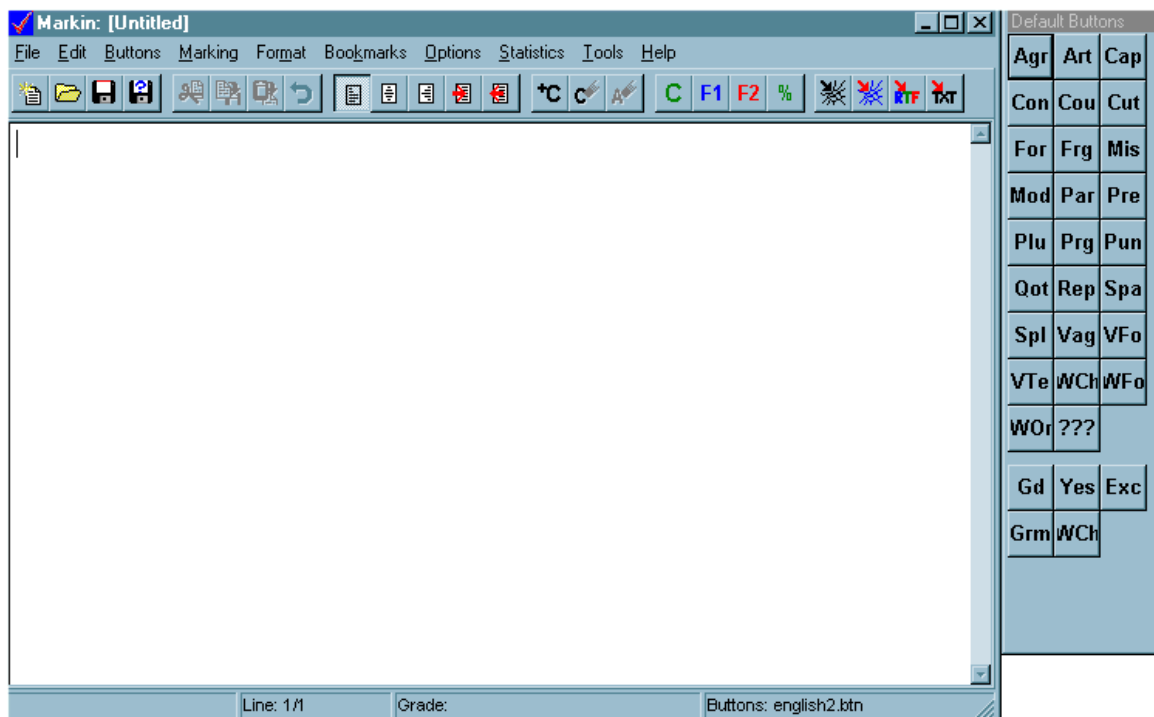 Markin: [Untitled]
File Edit Buttons Marking Format Bookmarks Options Statistics Tools Help
+C C A C F1 F2 % RTF TXT
Line: 1/1 Grade: Buttons: english2.btn
Default Buttons
Agr Art Cap
Con Cou Cut
For Frg Mis
Mod Par Pre
Plu Prg Pun
Qot Rep Spa
Spl Vag VFo
VTe WCh WFo
WOr ???
Gd Yes Exc
Grm WCh